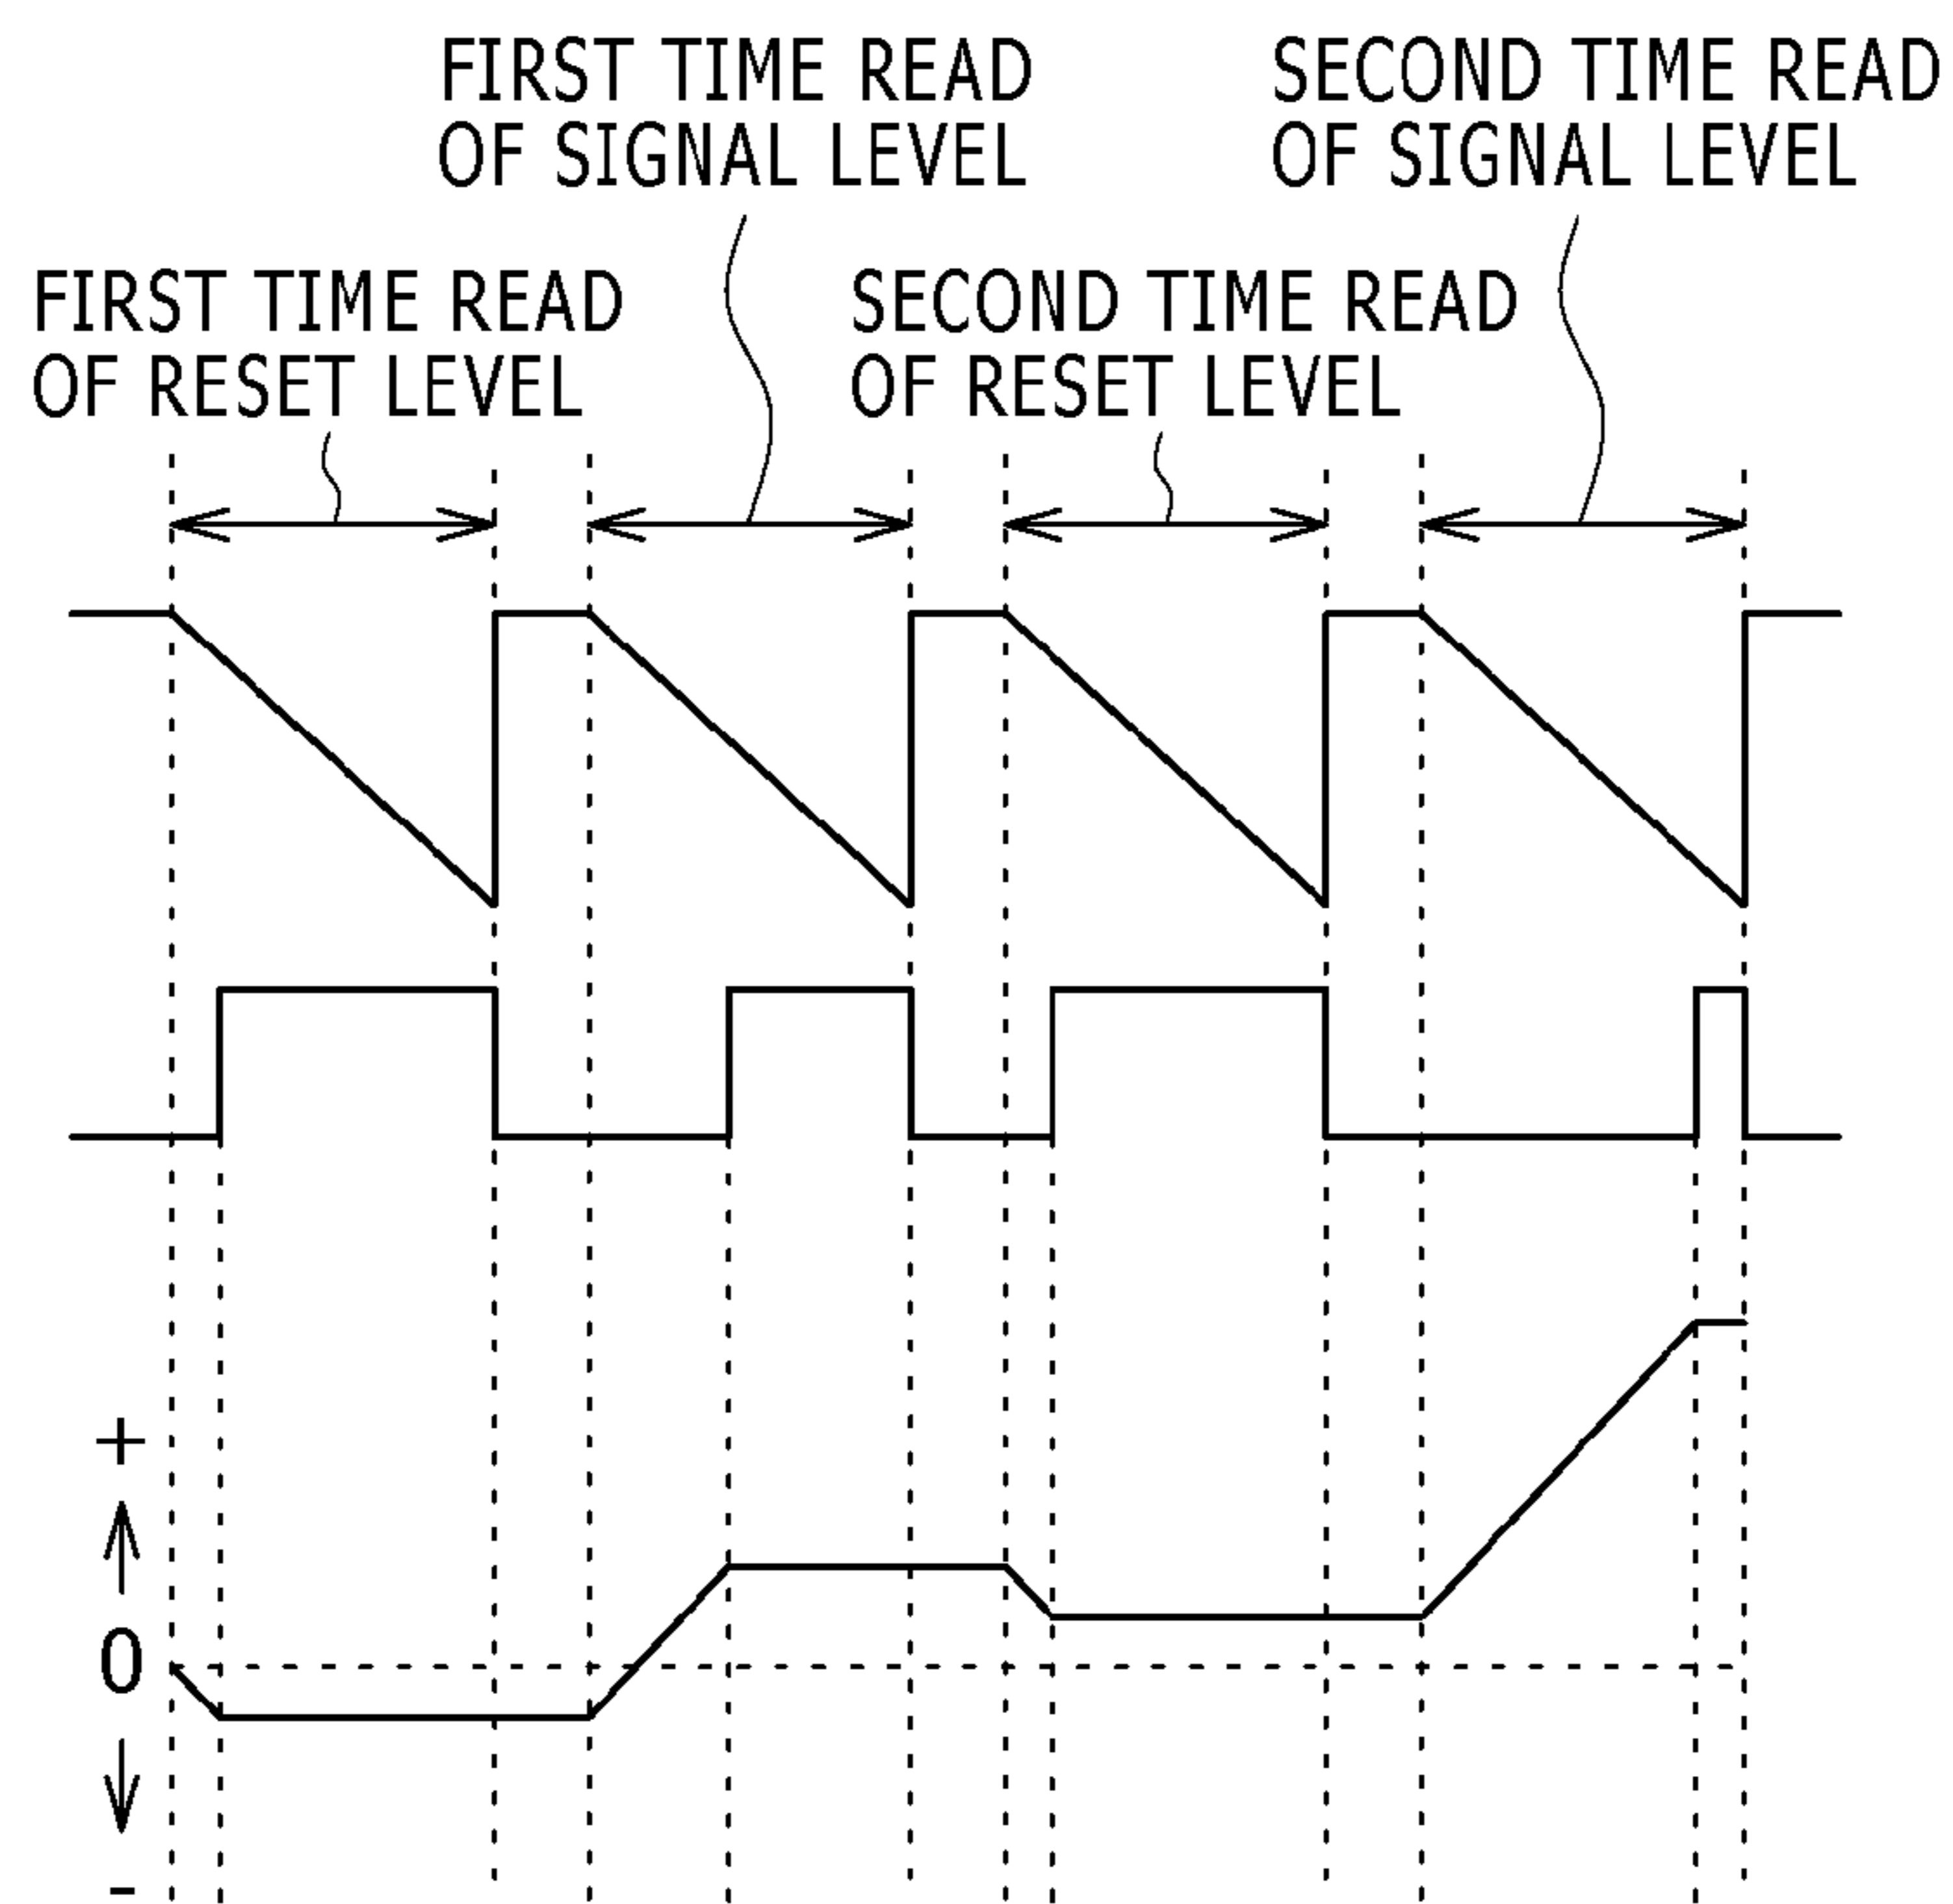 FIRST TIME READ
OF SIGNAL LEVEL
SECOND TIME READ
OF SIGNAL LEVEL
FIRST TIME READ
OF RESET LEVEL
SECOND TIME READ
OF RESET LEVEL
+
0
-